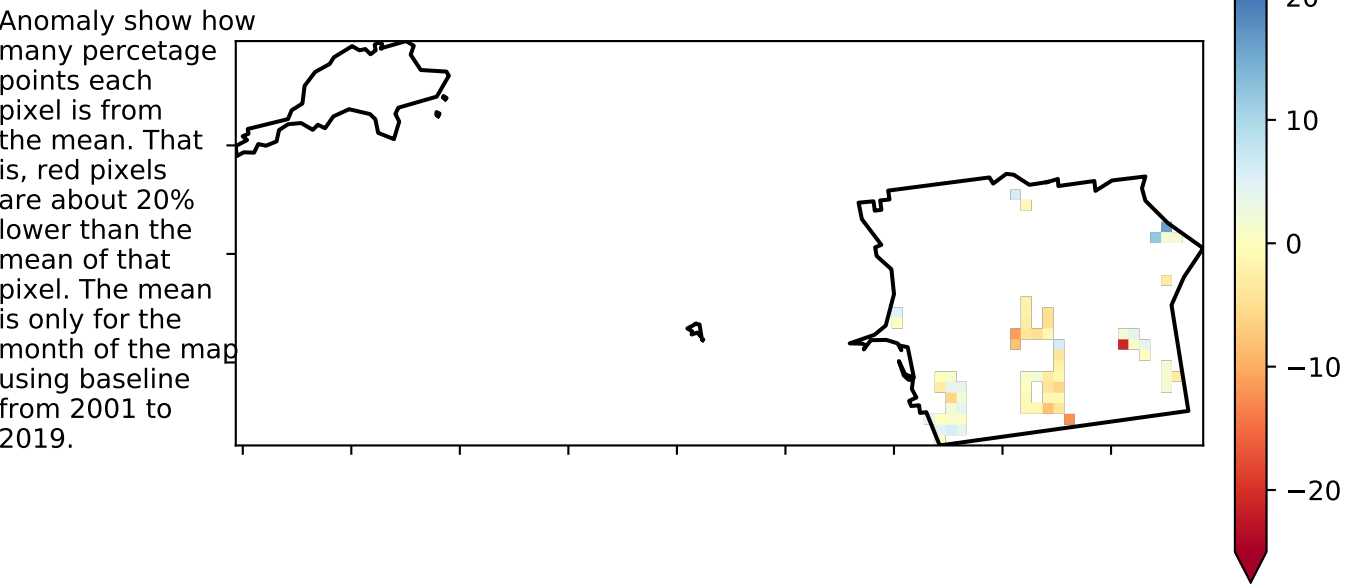 Anomaly show how
many percetage
points each
pixel is from
the mean. That
is, red pixels
are about 20%
lower than the
mean of that
pixel. The mean
is only for the
month of the map
using baseline
from 2001 to
2019.
20
10
0
−10
−20